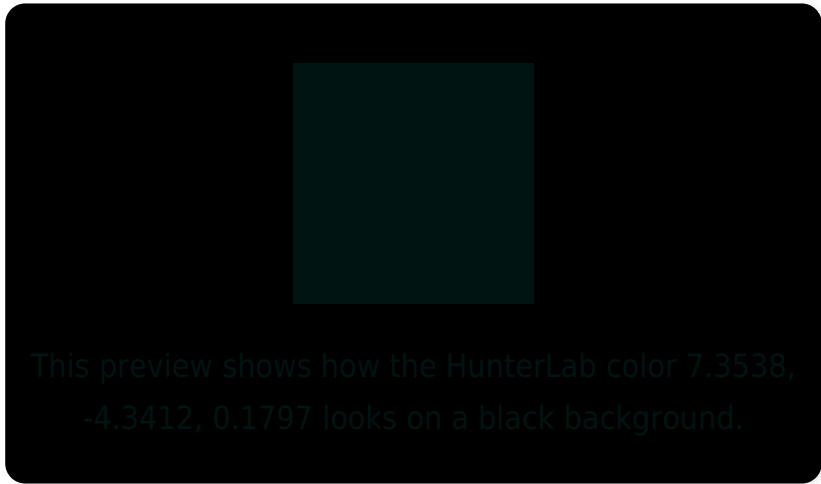 This preview shows how the HunterLab color 7.3538,
-4.3412, 0.1797 looks on a black background.